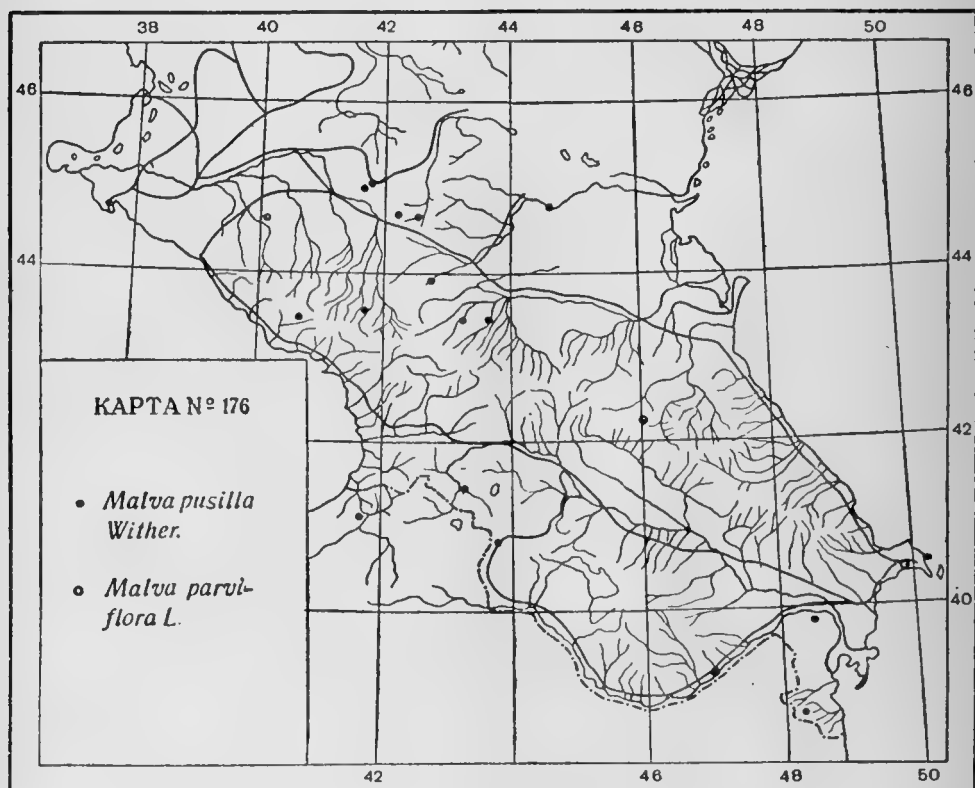 38 40 42 44 46 48 50
46 46
44 44
КАРТА № 176
42
• Malva pusilla
Wither.
∘ Malva parvi-
flora L.
40
42 44 46 48 50